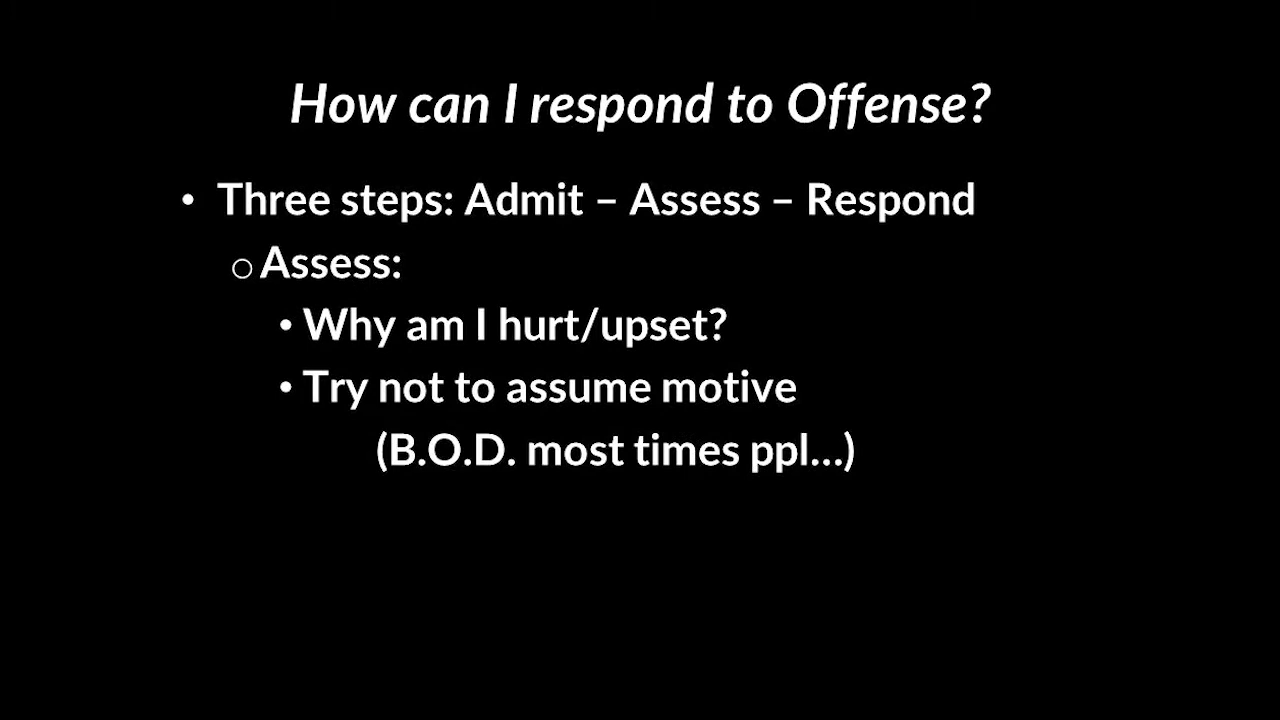 How can I respond to Offense?
• Three steps: Admit – Assess – Respond
o Assess:
• Why am I hurt/upset?
• Try not to assume motive
(B.O.D. most times ppl...)